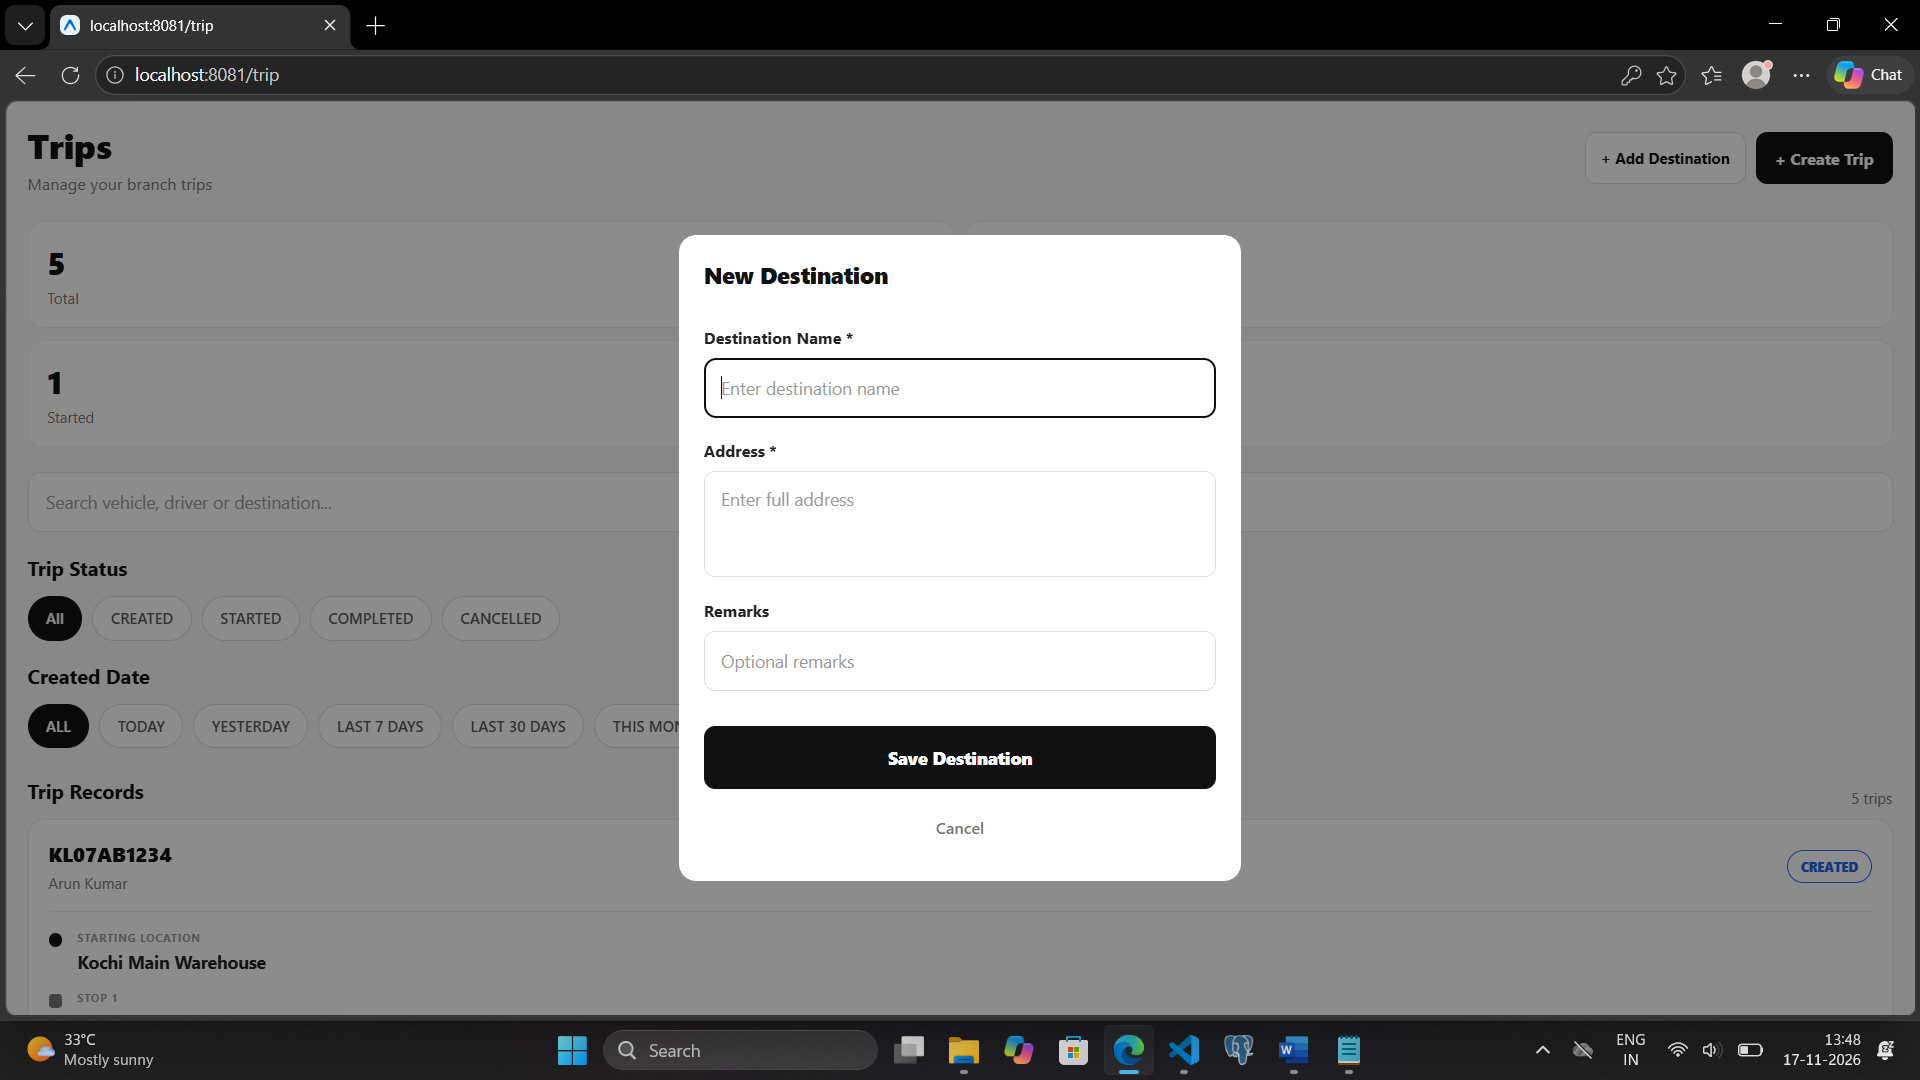 localhost:8081/trip
localhost:8081/trip
Chat
Trips
Manage your branch trips
+ Add Destination
+ Create Trip
5
Total
1
Started
Search vehicle, driver or destination...
Trip Status
All
CREATED
STARTED
COMPLETED
CANCELLED
Created Date
ALL
TODAY
YESTERDAY
LAST 7 DAYS
LAST 30 DAYS
THIS MON
Trip Records
5 trips
KL07AB1234
Arun Kumar
CREATED
STARTING LOCATION
Kochi Main Warehouse
STOP 1
New Destination
Destination Name *
Enter destination name
Address *
Enter full address
Remarks
Optional remarks
Save Destination
Cancel
33°C
Mostly sunny
Search
ENG
IN
13:48
17-11-2026